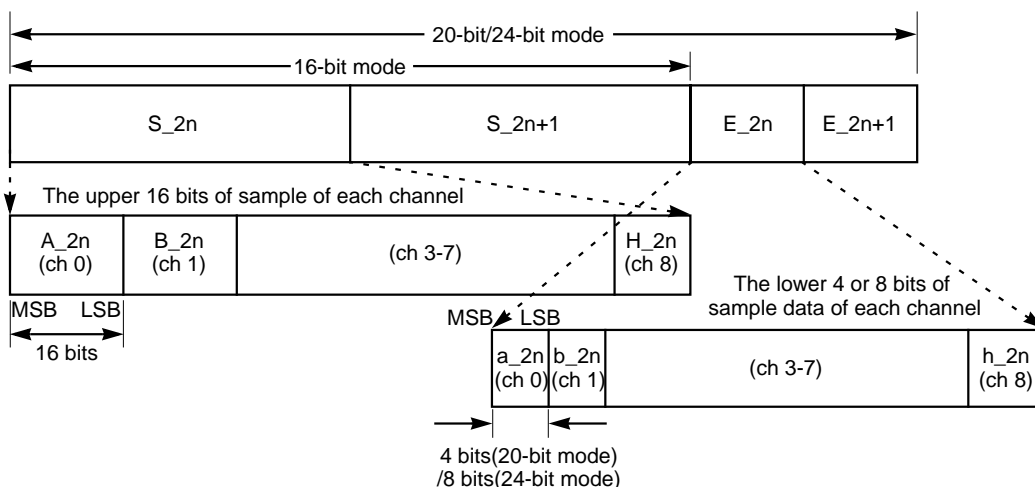 20-bit/24-bit mode
16-bit mode
S_2n
S_2n+1
E_2n
E_2n+1
The upper 16 bits of sample of each channel
A_2n
(ch 0)
B_2n
(ch 1)
(ch 3-7)
H_2n
(ch 8)
MSB
LSB
16 bits
The lower 4 or 8 bits of
sample data of each channel
MSB
LSB
a_2n
(ch 0)
b_2n
(ch 1)
(ch 3-7)
h_2n
(ch 8)
4 bits(20-bit mode)
/8 bits(24-bit mode)